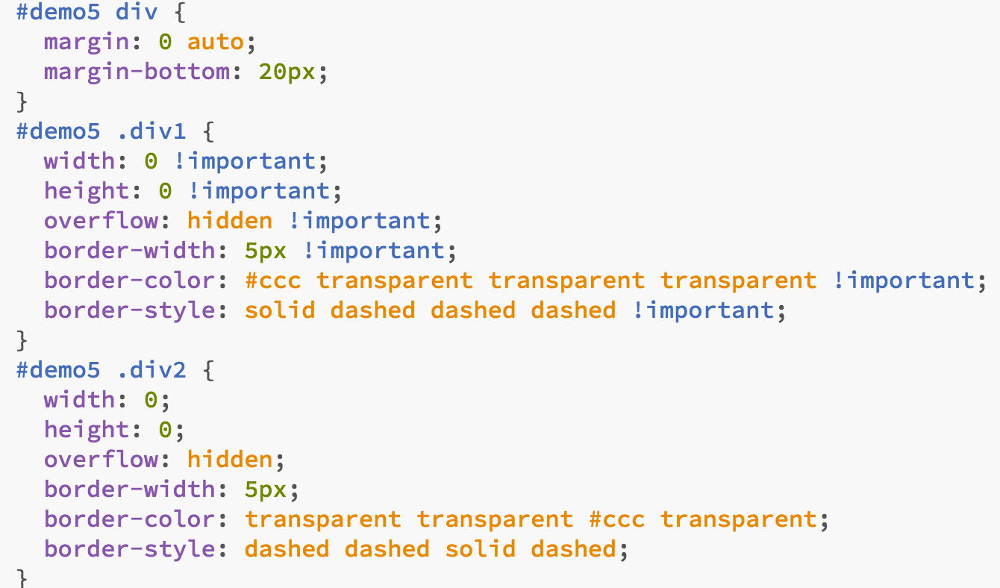 #demo5 div {
  margin: 0 auto;
  margin-bottom: 20px;
}
#demo5 .div1 {
  width: 0 !important;
  height: 0 !important;
  overflow: hidden !important;
  border-width: 5px !important;
  border-color: #ccc transparent transparent transparent !important;
  border-style: solid dashed dashed dashed !important;
}
#demo5 .div2 {
  width: 0;
  height: 0;
  overflow: hidden;
  border-width: 5px;
  border-color: transparent transparent #ccc transparent;
  border-style: dashed dashed solid dashed;
}